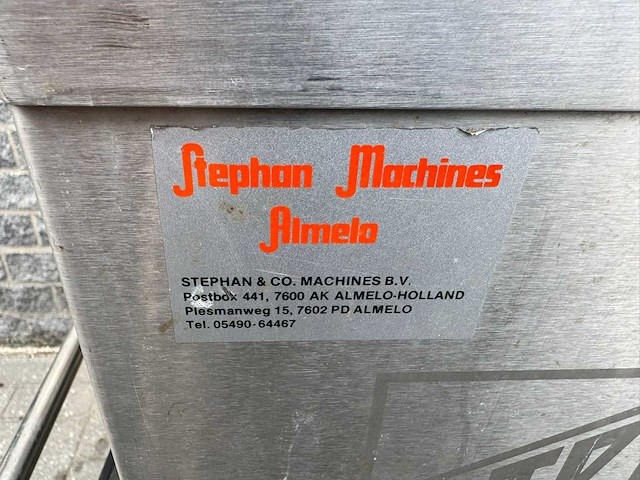 Stephan Machines
Almelo
STEPHAN & CO. MACHINES B.V.
Postbox 441, 7600 AK ALMELO-HOLLAND
Plesmanweg 15, 7602 PD ALMELO
Tel. 05490-64467